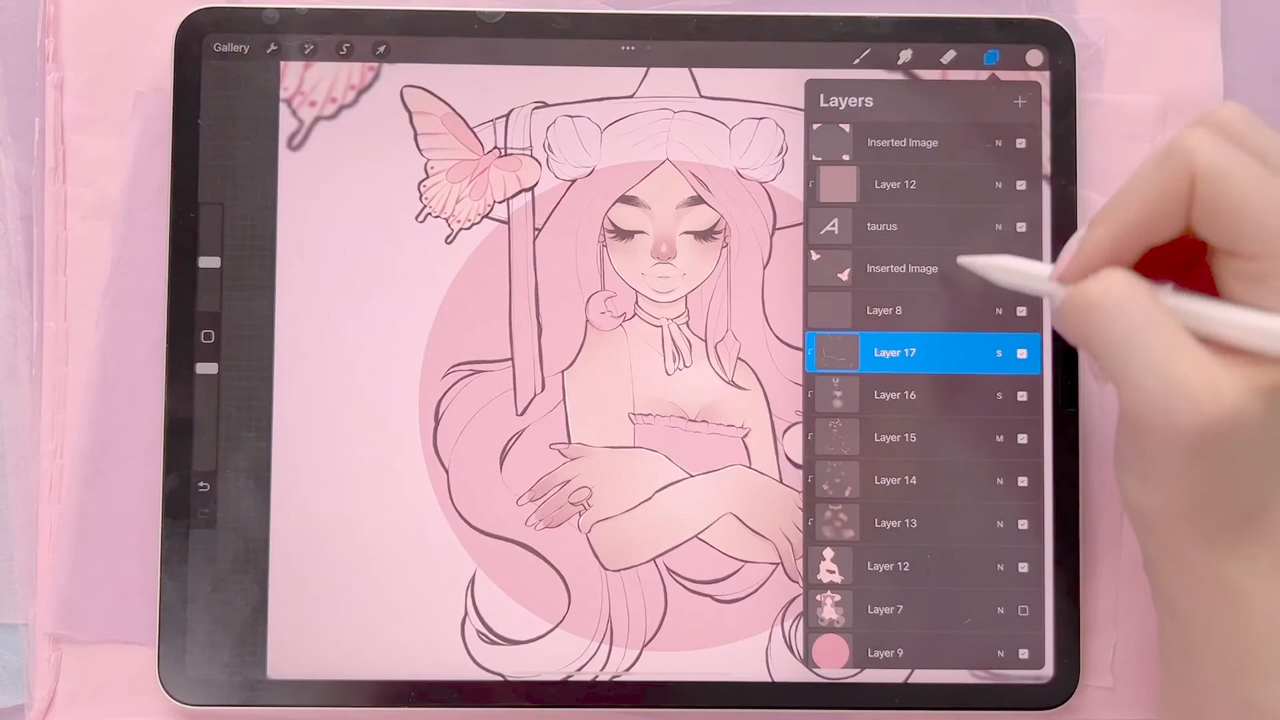 Gallery
Layers
Inserted Image N
Layer 12 N
A taurus N
Inserted Image
Layer 8 N
Layer 17 S
Layer 16 S
Layer 15 M
Layer 14 N
Layer 13 N
Layer 12 N
Layer 7 N
Layer 9 N